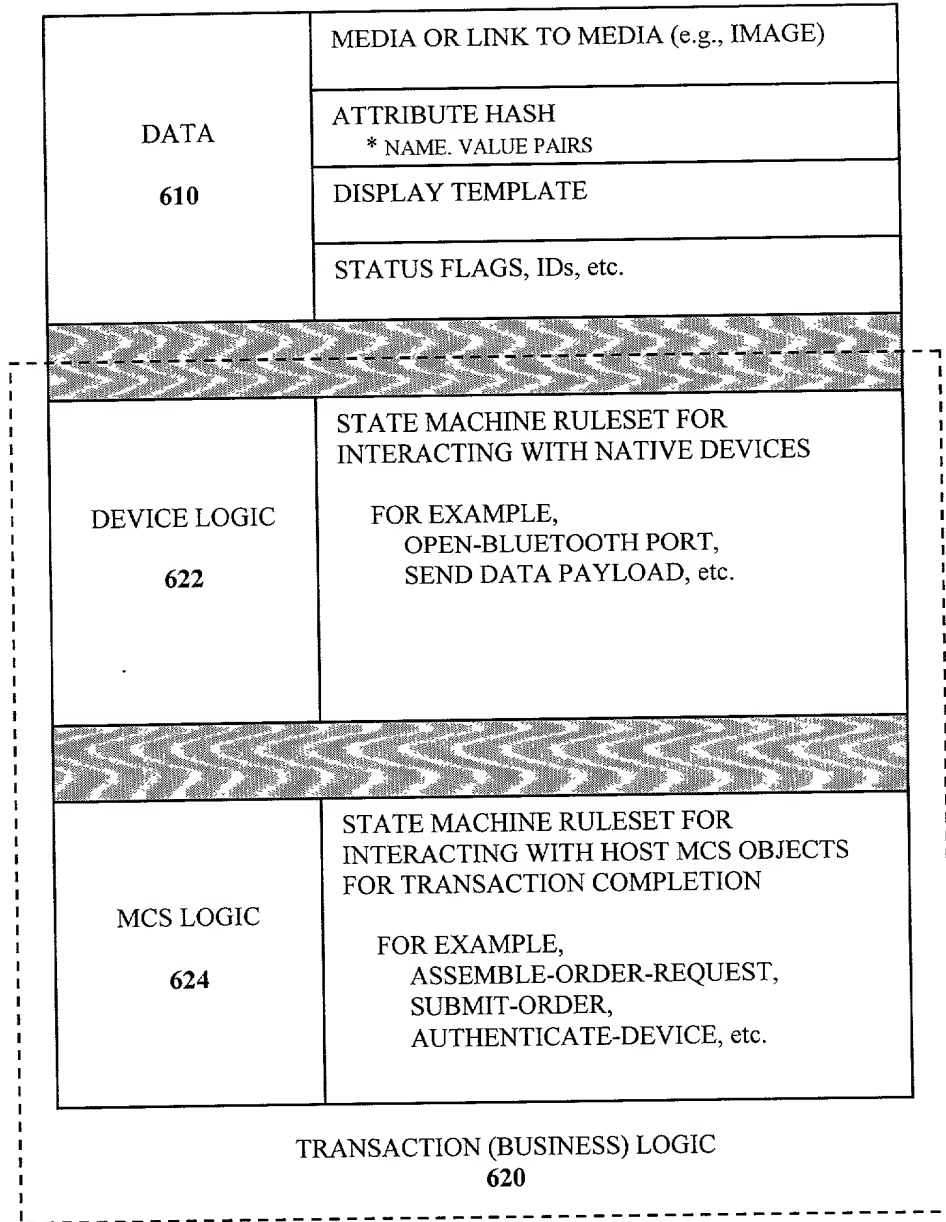 MEDIA OR LINK TO MEDIA (e.g., IMAGE)
DATA
610
ATTRIBUTE HASH
* NAME. VALUE PAIRS
DISPLAY TEMPLATE
STATUS FLAGS, IDs, etc.
DEVICE LOGIC
622
STATE MACHINE RULESET FOR
INTERACTING WITH NATIVE DEVICES
FOR EXAMPLE,
OPEN-BLUETOOTH PORT,
SEND DATA PAYLOAD, etc.
MCS LOGIC
624
STATE MACHINE RULESET FOR
INTERACTING WITH HOST MCS OBJECTS
FOR TRANSACTION COMPLETION
FOR EXAMPLE,
ASSEMBLE-ORDER-REQUEST,
SUBMIT-ORDER,
AUTHENTICATE-DEVICE, etc.
TRANSACTION (BUSINESS) LOGIC
620